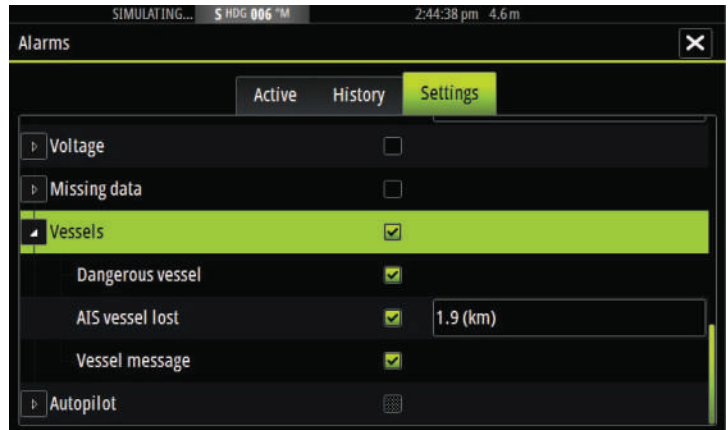 SIMULATING... S HDG 006 °M 2:44:38 pm 4.6 m
Alarms
Active History Settings
Voltage
Missing data
Vessels
Dangerous vessel
AIS vessel lost 1.9 (km)
Vessel message
Autopilot